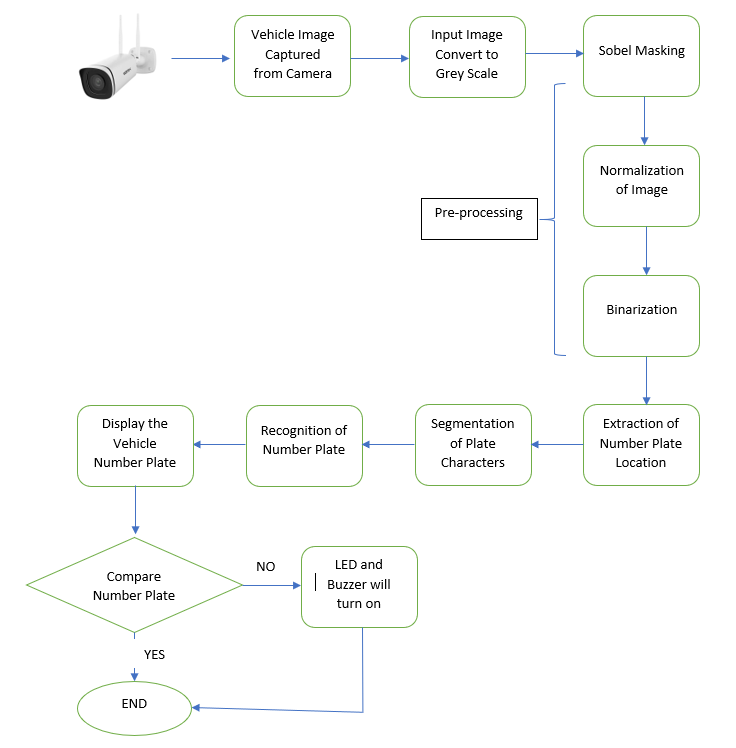 Vehicle Image
Captured
from Camera
Input Image
Convert to
Grey Scale
Sobel Masking
Normalization
of Image
Pre-processing
Binarization
Extraction of
Number Plate
Location
Segmentation
of Plate
Characters
Recognition of
Number Plate
Display the
Vehicle
Number Plate
Compare
Number Plate
NO
LED and
Buzzer will
turn on
YES
END